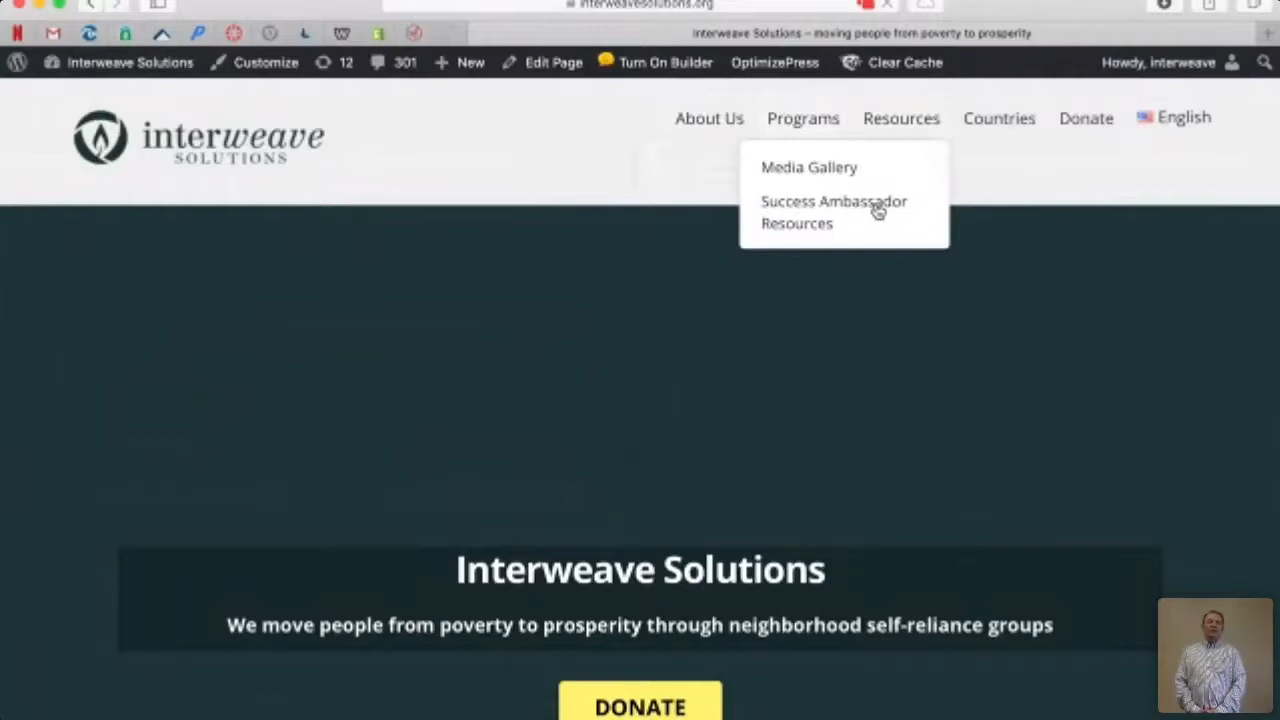 interweavesolutions.org
Interweave Solutions – moving people from poverty to prosperity
Interweave Solutions Customize 12 301 New Edit Page Turn On Builder OptimizePress Clear Cache Howdy, interweave
interweave
SOLUTIONS
About Us Programs Resources Countries Donate English
Media Gallery
Success Ambassador
Resources
Interweave Solutions
We move people from poverty to prosperity through neighborhood self-reliance groups
DONATE